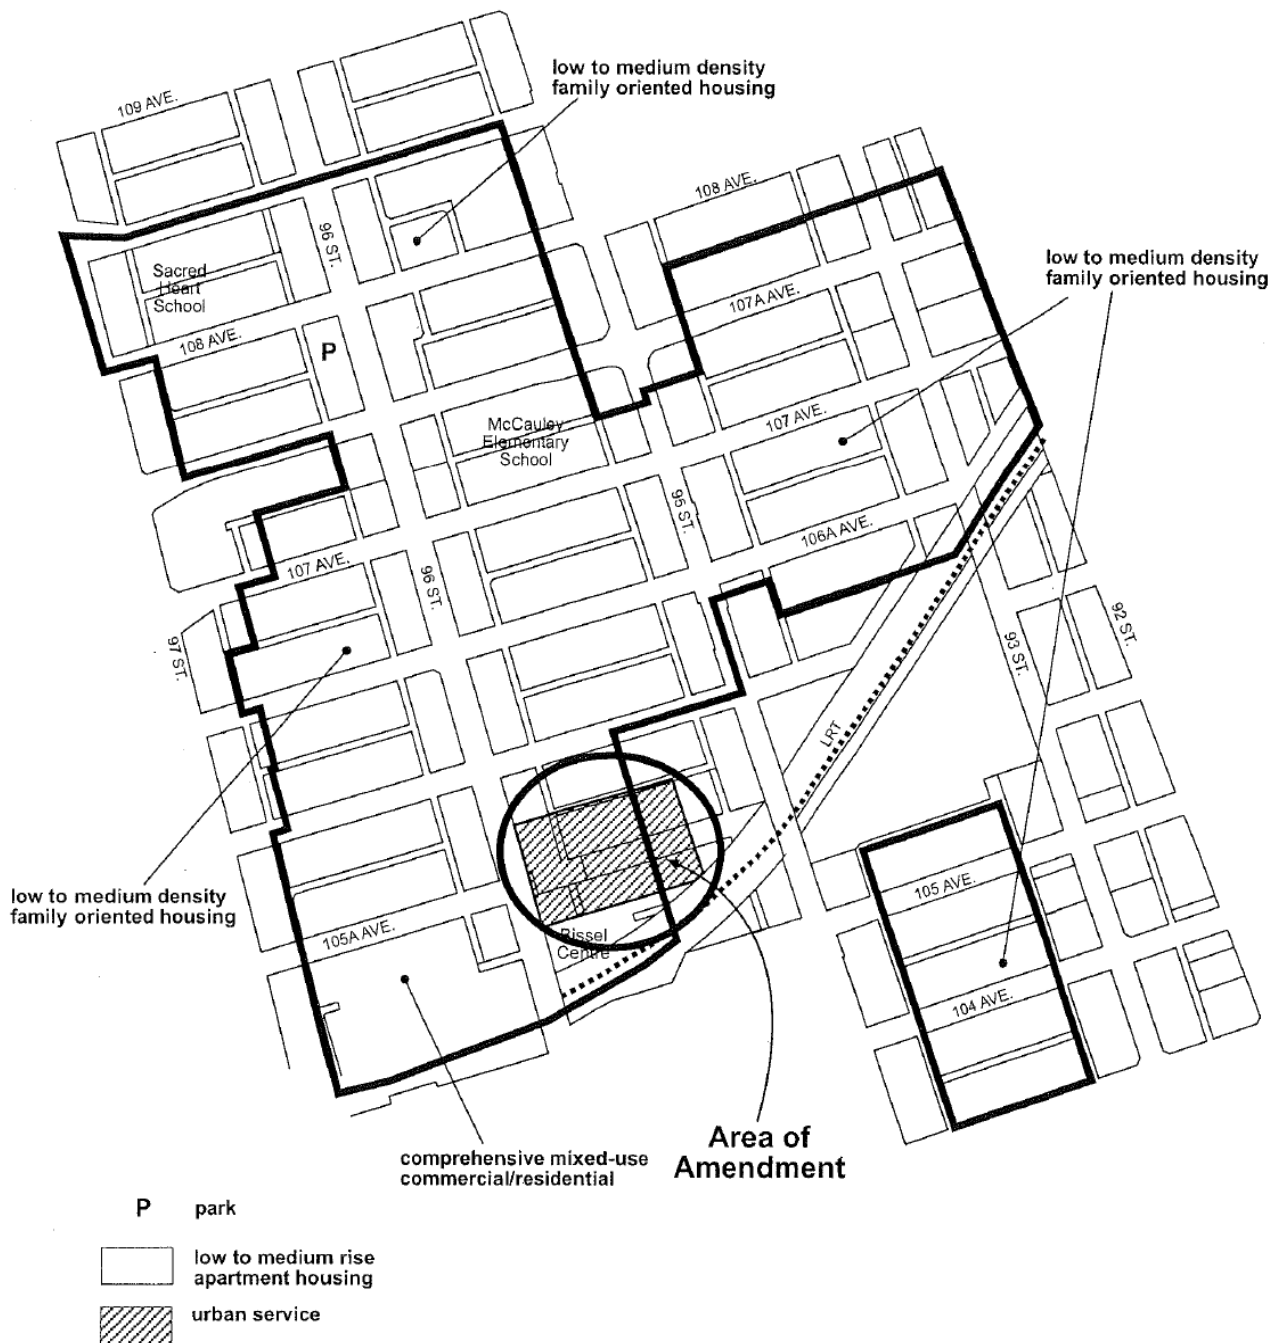 low to medium density
family oriented housing
109 AVE.
108 AVE.
96 ST.
low to medium density
family oriented housing
Sacred
Heart
School
107A AVE.
108 AVE.
P
107 AVE.
McCauley
Elementary
School
95 ST.
106A AVE.
107 AVE.
96 ST.
97 ST.
93 ST.
92 ST.
LRT
low to medium density
family oriented housing
105 AVE.
105A AVE.
Bissel
Centre
104 AVE.
Area of
Amendment
comprehensive mixed-use
commercial/residential
P park
low to medium rise
apartment housing
urban service